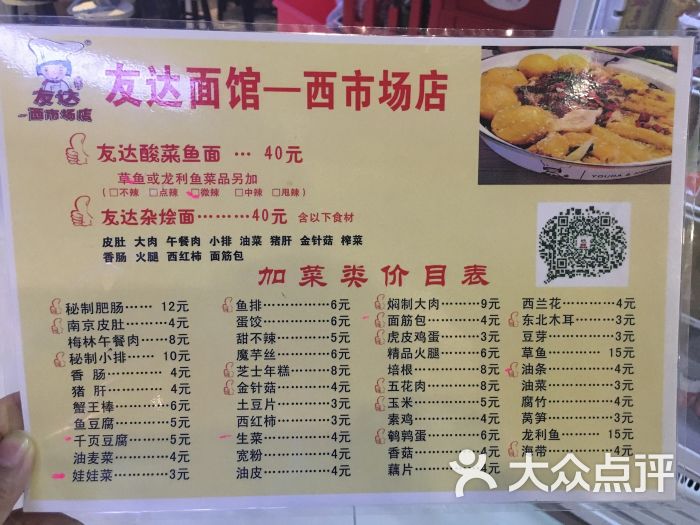 友达
—西市场店
®
友达面馆—西市场店
友达酸菜鱼面 … 40元
草鱼或龙利鱼菜品另加
(□不辣 □点辣 □微辣 □中辣 □甩辣)
友达杂烩面………40元 含以下食材
皮肚 大肉 午餐肉 小排 油菜 猪肝 金针菇 榨菜
香肠 火腿 西红柿 面筋包
加菜类价目表
秘制肥肠……12元
南京皮肚……4元
梅林午餐肉……8元
秘制小排……10元
香肠……4元
猪肝……4元
蟹王棒……6元
鱼豆腐……5元
千页豆腐……5元
油麦菜……4元
娃娃菜……3元
鱼排……6元
蛋饺……6元
甜不辣……5元
魔芋丝……6元
芝士年糕……8元
金针菇……4元
土豆片……3元
西红柿……3元
生菜……4元
宽粉……4元
油皮……4元
焖制大肉……9元
面筋包……4元
虎皮鸡蛋……3元
精品火腿……6元
培根……8元
五花肉……8元
玉米……5元
素鸡……4元
鹌鹑蛋……6元
香菇……4元
藕片……4元
西兰花……4元
东北木耳……3元
豆芽……3元
草鱼……15元
油条……4元
油菜……3元
腐竹……4元
莴笋……3元
龙利鱼……15元
海带……4元
大众点评